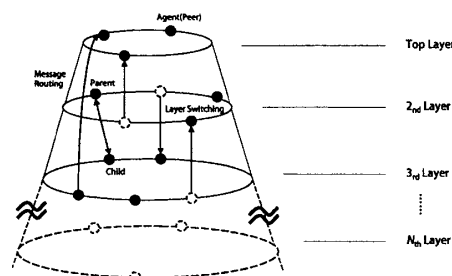 Agent(Peer)
Top Layer
Message
Routing
Parent
Layer Switching
2nd Layer
Child
3rd Layer
Nth Layer